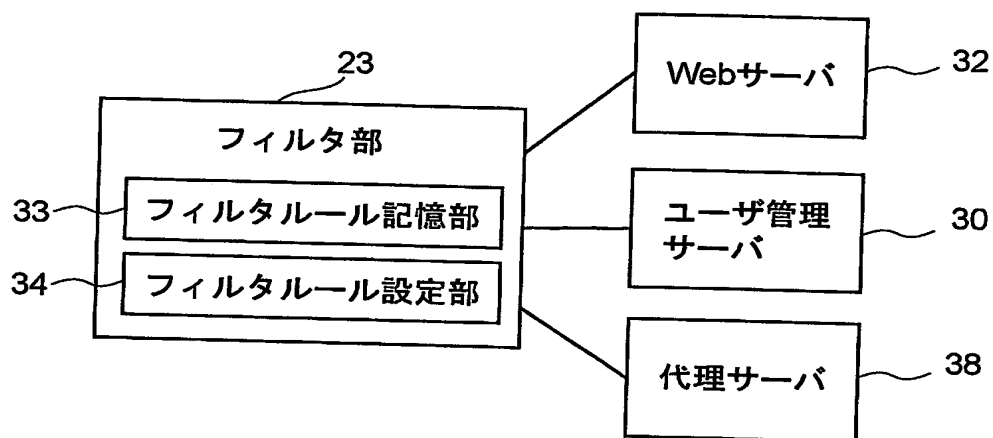 23
フィルタ部
33
フィルタルール記憶部
34
フィルタルール設定部
Webサーバ
32
ユーザ管理
サーバ
30
代理サーバ
38